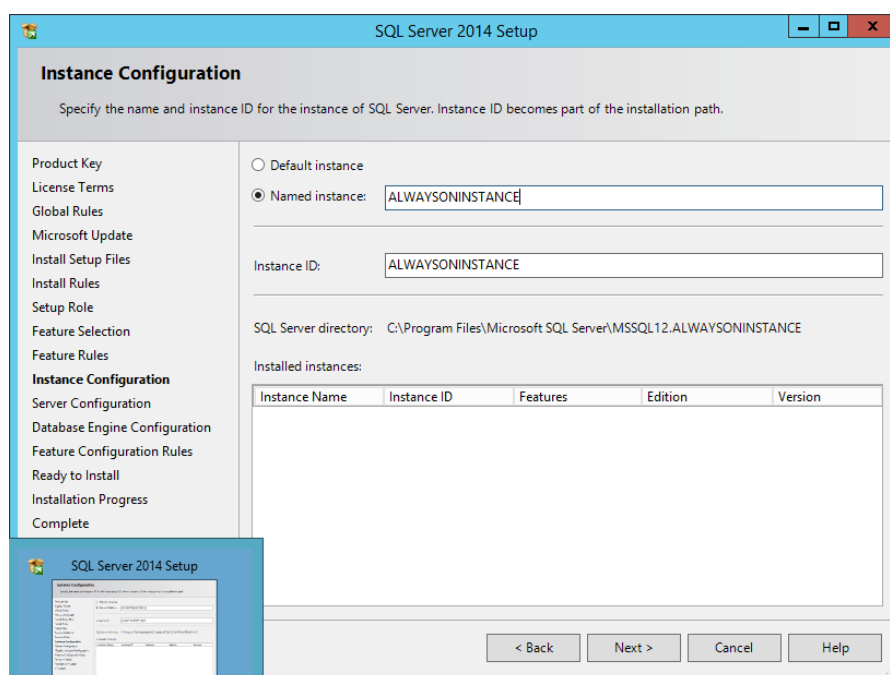 SQL Server 2014 Setup
Instance Configuration
Specify the name and instance ID for the instance of SQL Server. Instance ID becomes part of the installation path.
Product Key
License Terms
Global Rules
Microsoft Update
Install Setup Files
Install Rules
Setup Role
Feature Selection
Feature Rules
Instance Configuration
Server Configuration
Database Engine Configuration
Feature Configuration Rules
Ready to Install
Installation Progress
Complete
Default instance
Named instance: ALWAYSONINSTANCE
Instance ID: ALWAYSONINSTANCE
SQL Server directory: C:\Program Files\Microsoft SQL Server\MSSQL12.ALWAYSONINSTANCE
Installed instances:
Instance Name Instance ID Features Edition Version
SQL Server 2014 Setup
Instance Configuration
< Back Next > Cancel Help